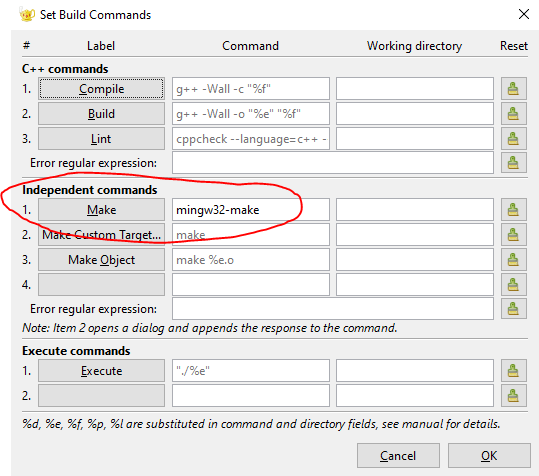 Set Build Commands
# Label Command Working directory Reset
C++ commands
1. Compile g++ -Wall -c "%f"
2. Build g++ -Wall -o "%e" "%f"
3. Lint cppcheck --language=c++ -
Error regular expression:
Independent commands
1. Make mingw32-make
2. Make Custom Target... make
3. Make Object make %e.o
4.
Error regular expression:
Note: Item 2 opens a dialog and appends the response to the command.
Execute commands
1. Execute "./%e"
2.
%d, %e, %f, %p, %l are substituted in command and directory fields, see manual for details.
Cancel OK